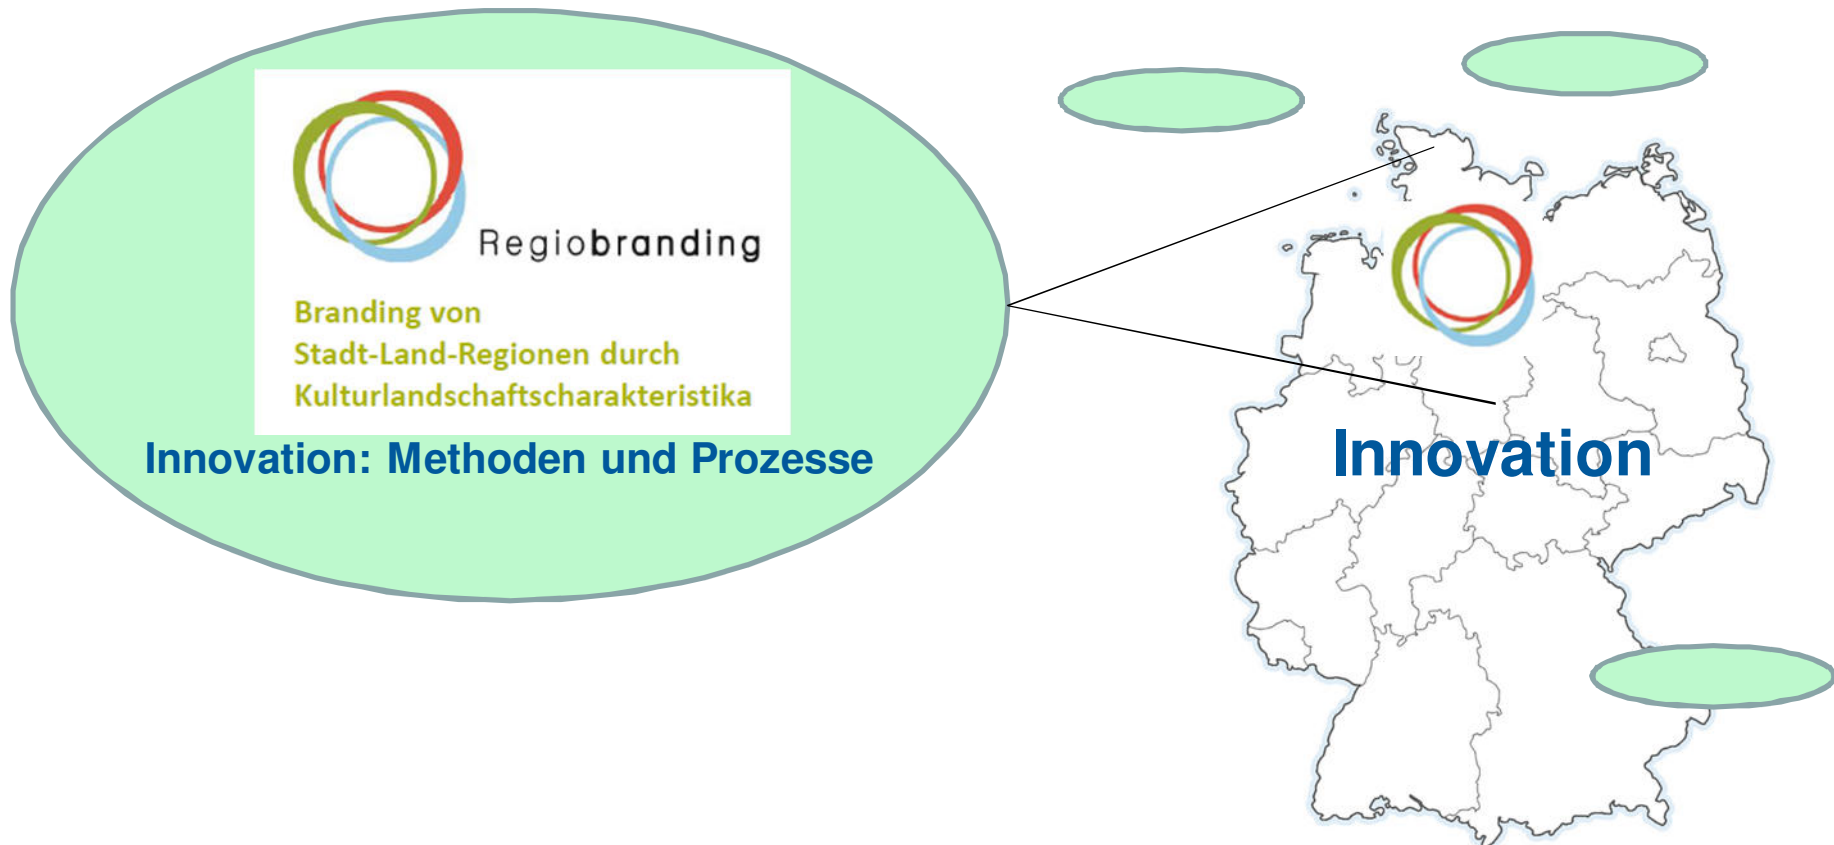 Regiobranding
Branding von
Stadt-Land-Regionen durch
Kulturlandschaftscharakteristika
Innovation: Methoden und Prozesse
Innovation